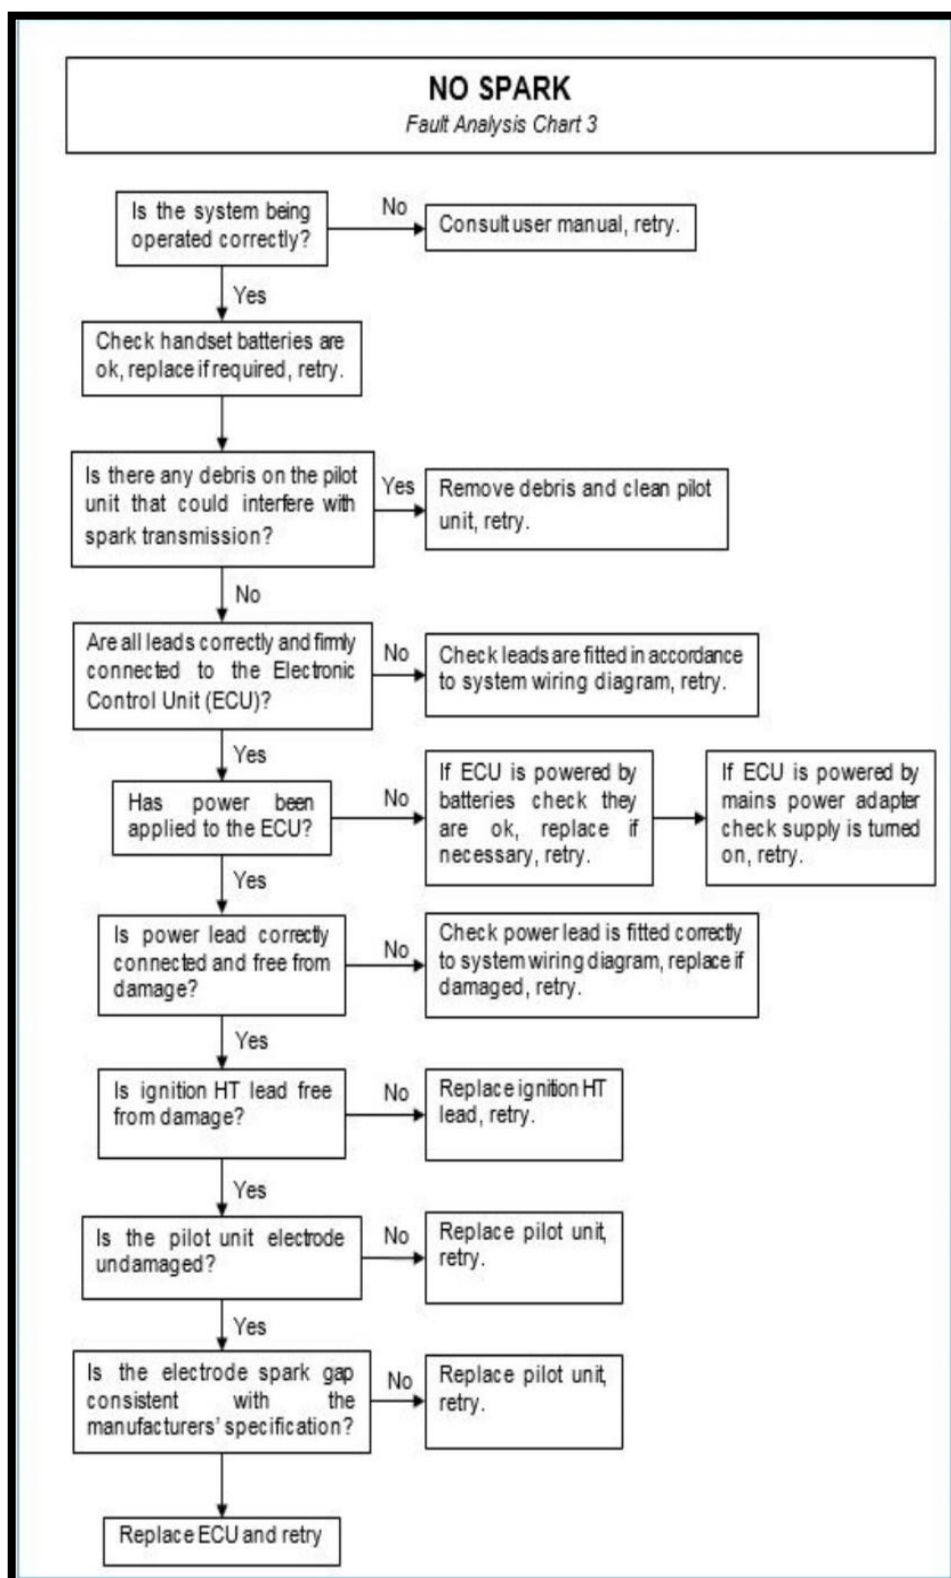 NO SPARK
Fault Analysis Chart 3
Is the system being
operated correctly?
No
Consult user manual, retry.
Yes
Check handset batteries are
ok, replace if required, retry.
Is there any debris on the pilot
unit that could interfere with
spark transmission?
Yes
Remove debris and clean pilot
unit, retry.
No
Are all leads correctly and firmly
connected to the Electronic
Control Unit (ECU)?
No
Check leads are fitted in accordance
to system wiring diagram, retry.
Yes
Has power been
applied to the ECU?
No
If ECU is powered by
batteries check they
are ok, replace if
necessary, retry.
If ECU is powered by
mains power adapter
check supply is turned
on, retry.
Yes
Is power lead correctly
connected and free from
damage?
No
Check power lead is fitted correctly
to system wiring diagram, replace if
damaged, retry.
Yes
Is ignition HT lead free
from damage?
No
Replace ignition HT
lead, retry.
Yes
Is the pilot unit electrode
undamaged?
No
Replace pilot unit,
retry.
Yes
Is the electrode spark gap
consistent with the
manufacturers' specification?
No
Replace pilot unit,
retry.
Replace ECU and retry